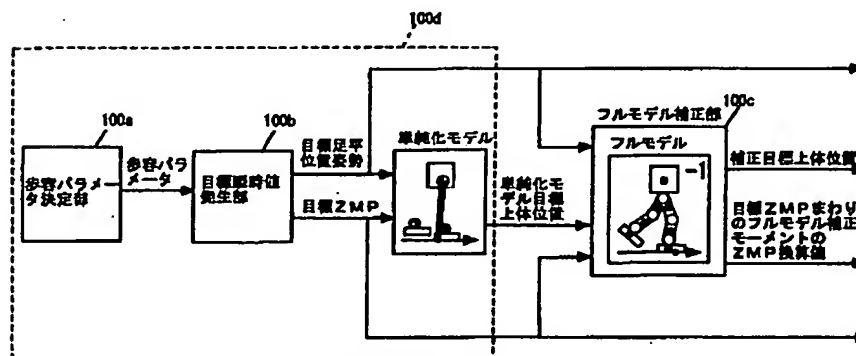 100d
100a
歩容パラメー
タ決定部
歩容パラ
メータ
100b
目標瞬時値
発生部
目標足平
位置姿勢
目標ZMP
単純化モデル
単純化モ
デル目標
上体位置
フルモデル補正部
100c
フルモデル
-1
補正目標上体位置
目標ZMPまわり
のフルモデル補正
モーメントの
ZMP換算値